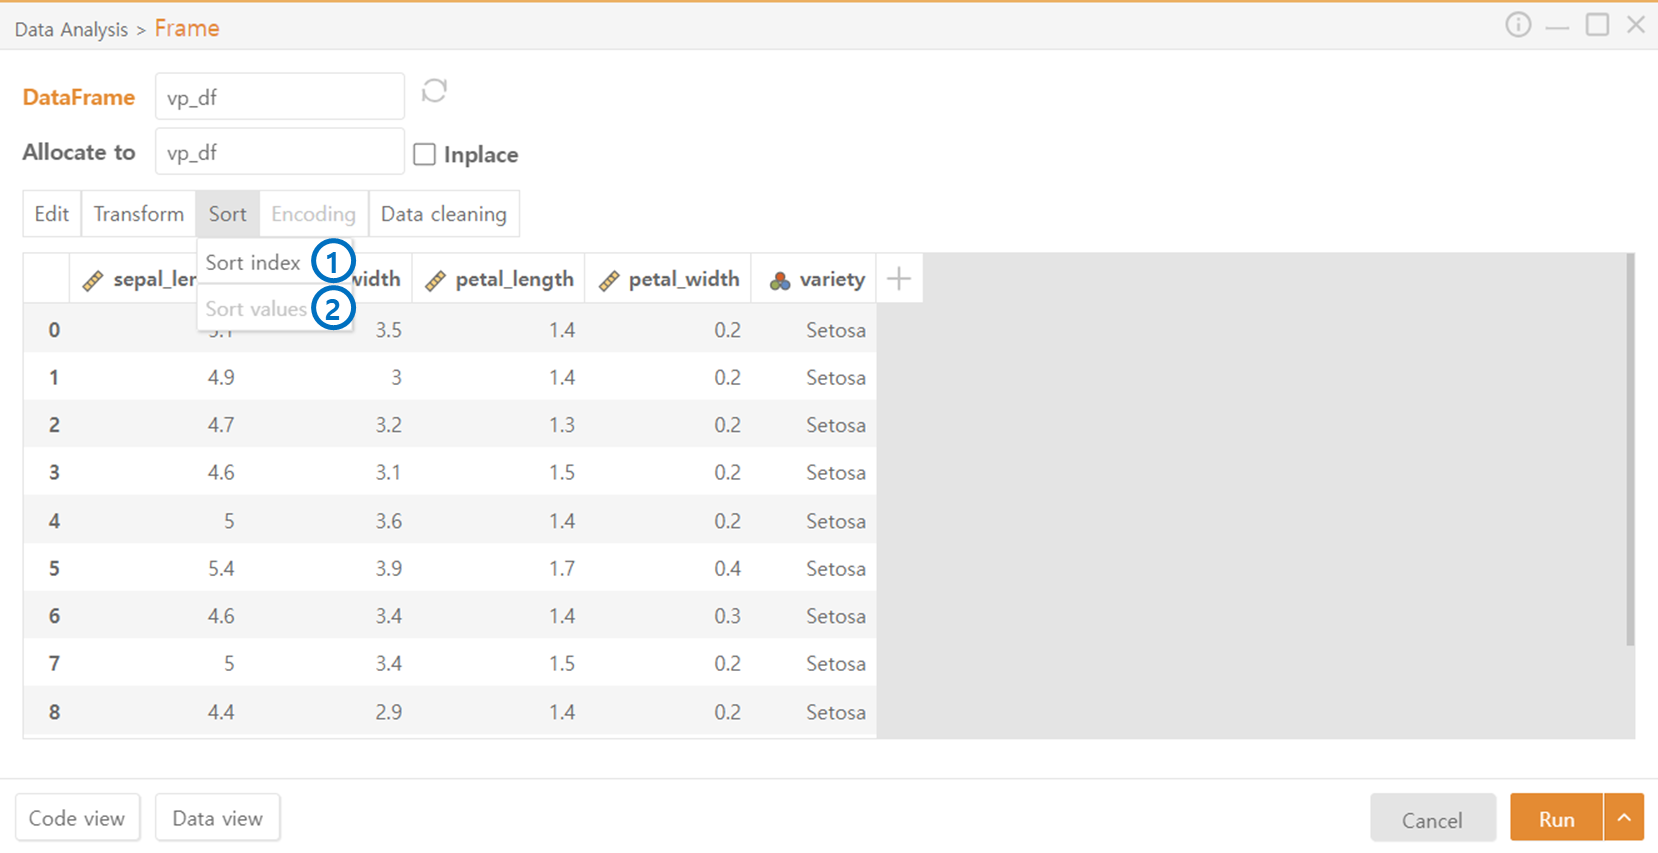 Data Analysis > Frame
DataFrame vp_df
Allocate to vp_df Inplace
Edit Transform Sort Encoding Data cleaning
Sort index 1
Sort values 2
sepal_ler width petal_length petal_width variety
0 3.5 1.4 0.2 Setosa
1 4.9 3 1.4 0.2 Setosa
2 4.7 3.2 1.3 0.2 Setosa
3 4.6 3.1 1.5 0.2 Setosa
4 5 3.6 1.4 0.2 Setosa
5 5.4 3.9 1.7 0.4 Setosa
6 4.6 3.4 1.4 0.3 Setosa
7 5 3.4 1.5 0.2 Setosa
8 4.4 2.9 1.4 0.2 Setosa
Code view Data view Cancel Run